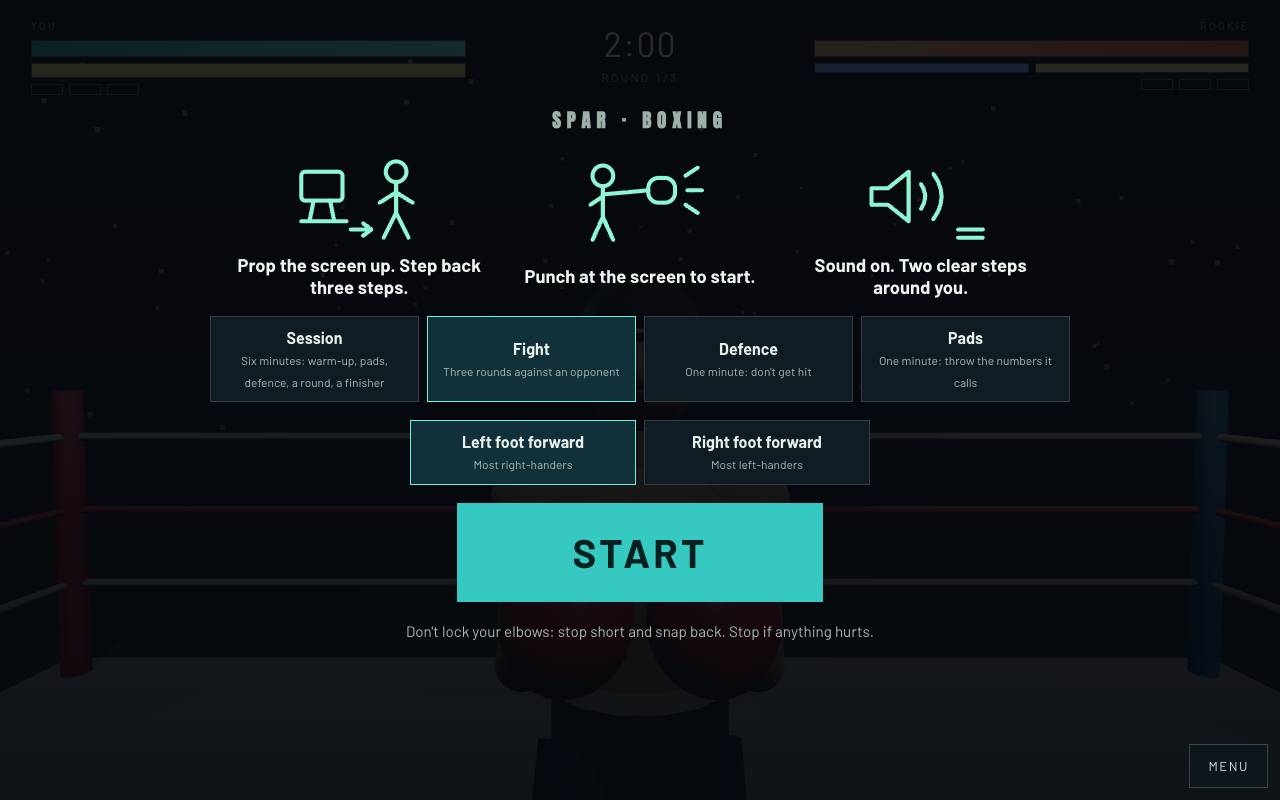 YOU
ROOKIE
2:00
ROUND 1/3
SPAR · BOXING
Prop the screen up. Step back
three steps.
Punch at the screen to start.
Sound on. Two clear steps
around you.
Session
Six minutes: warm-up, pads,
defence, a round, a finisher
Fight
Three rounds against an opponent
Defence
One minute: don't get hit
Pads
One minute: throw the numbers it
calls
Left foot forward
Most right-handers
Right foot forward
Most left-handers
START
Don't lock your elbows: stop short and snap back. Stop if anything hurts.
MENU